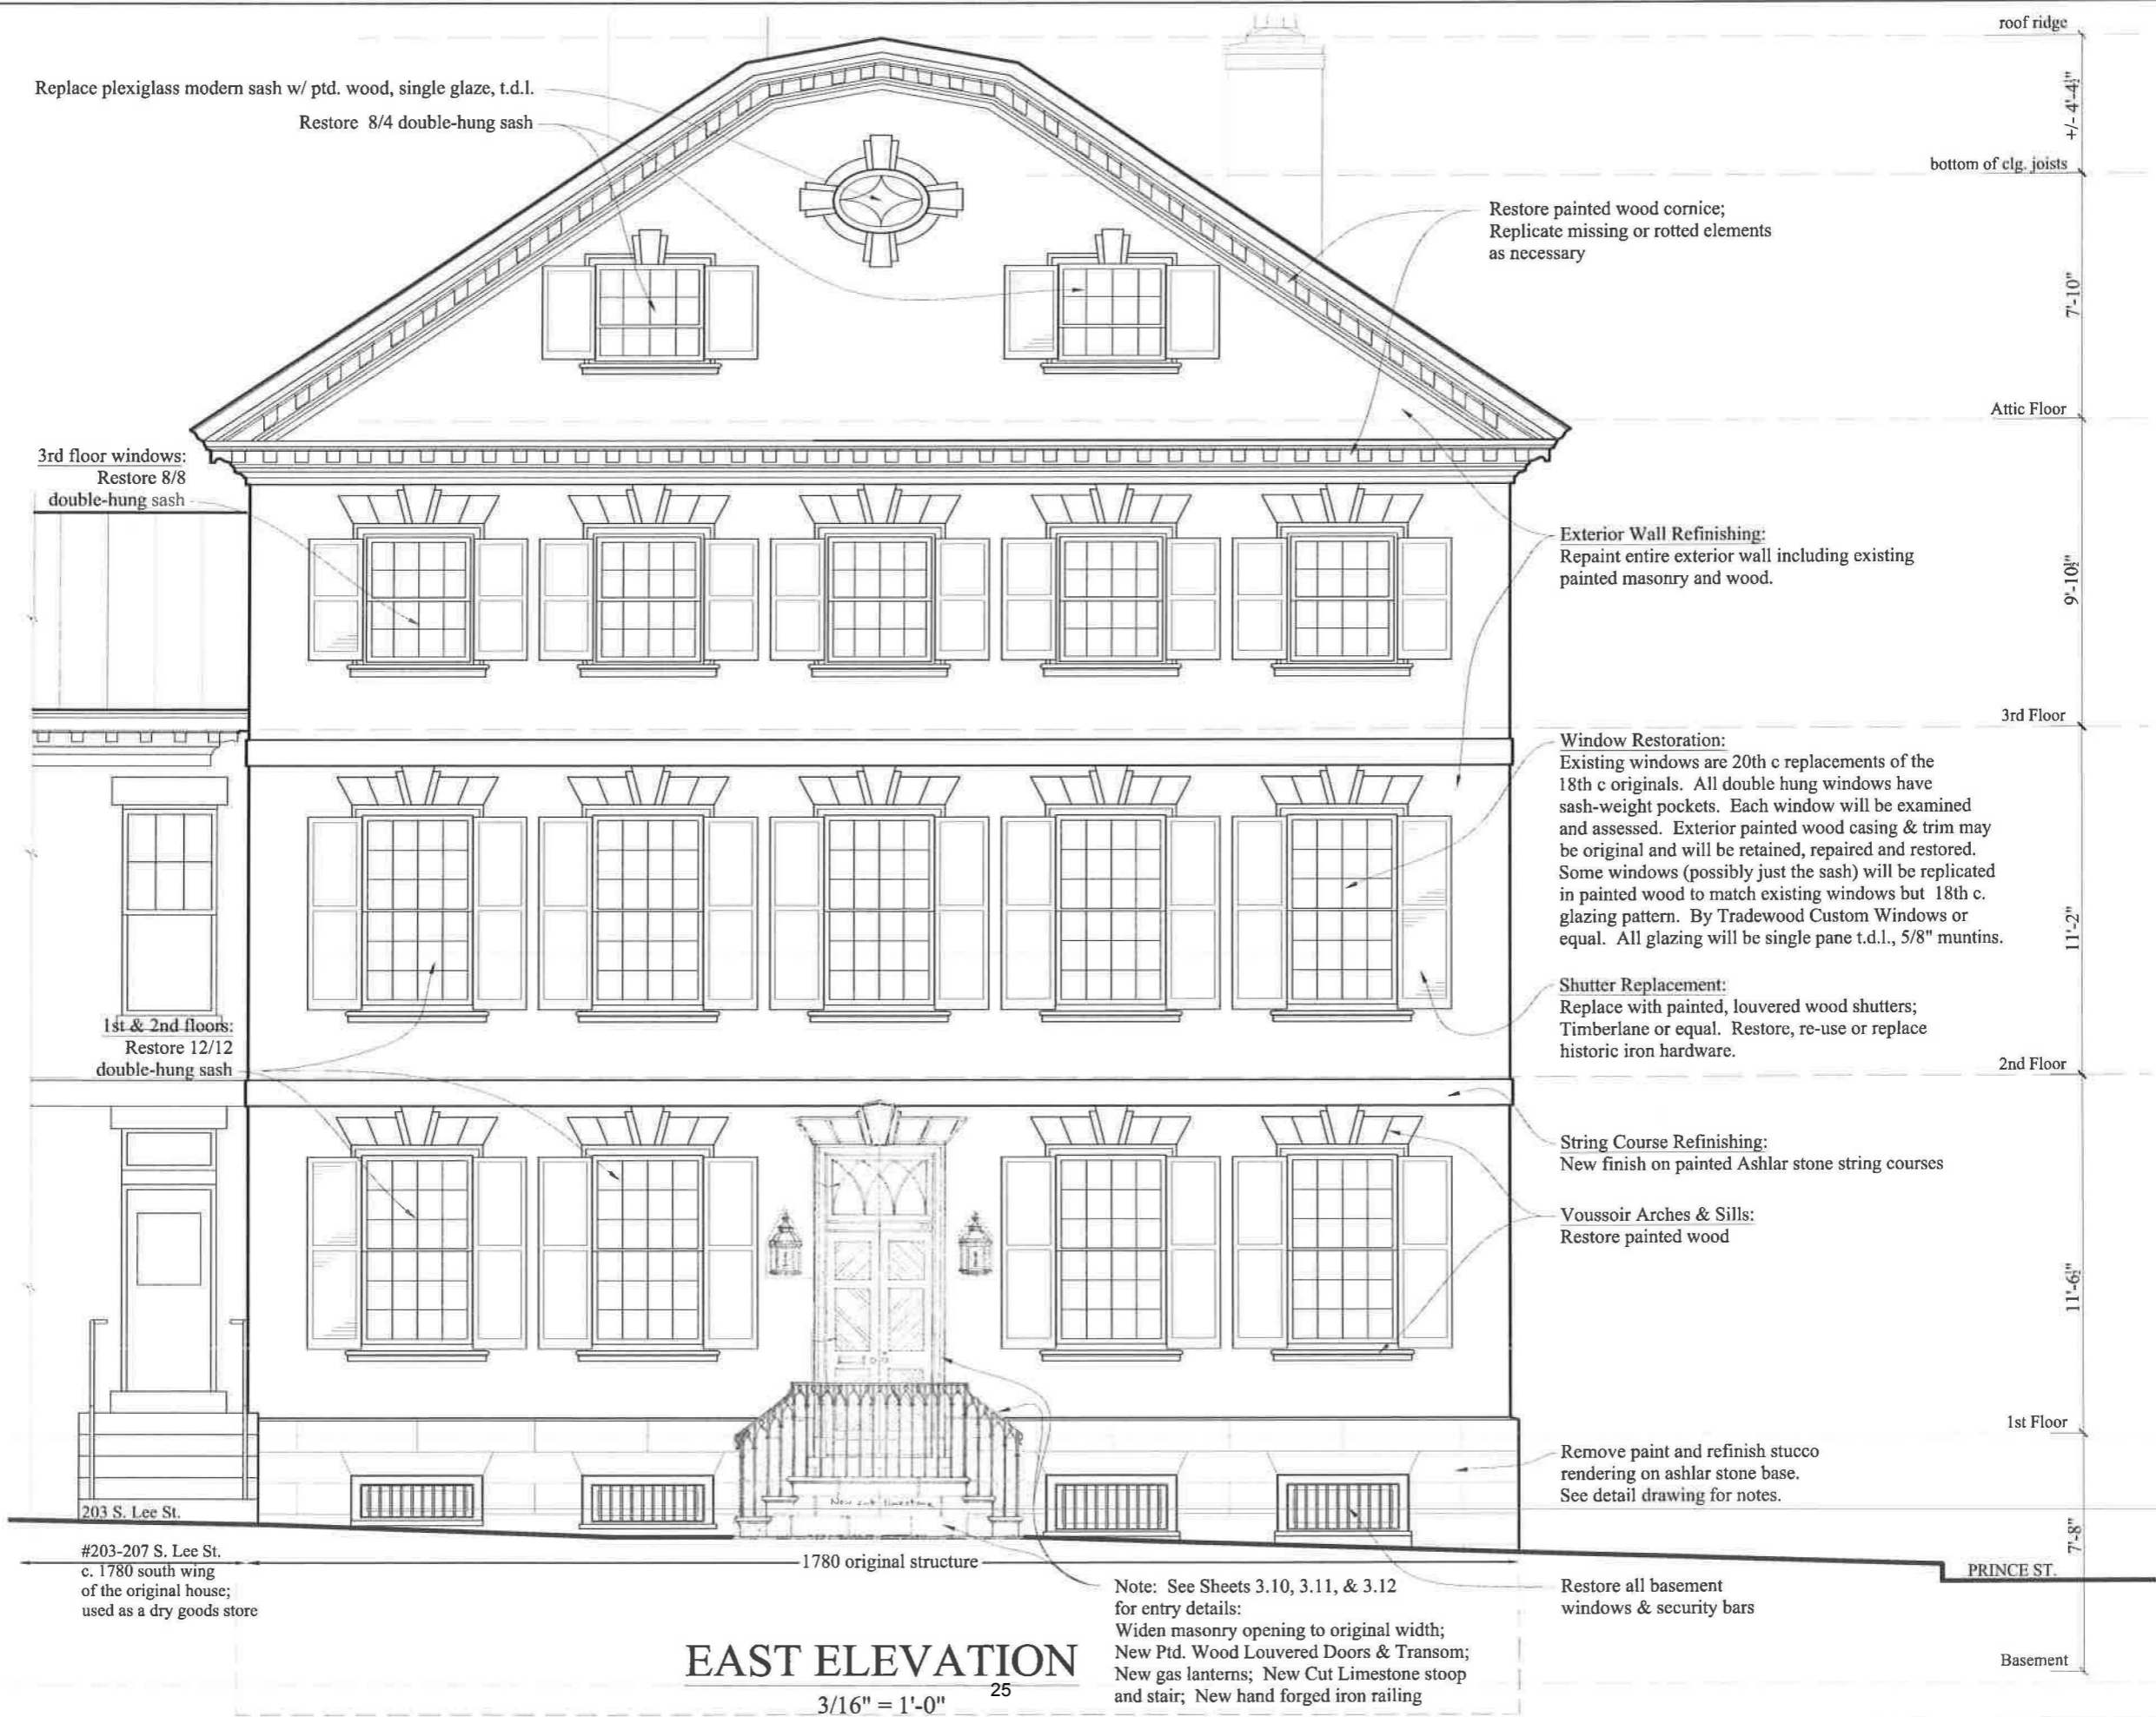 roof ridge
Replace plexiglass modern sash w/ ptd. wood, single glaze, t.d.l.
Restore 8/4 double-hung sash
+/- 4'-4½"
bottom of clg. joists
Restore painted wood cornice;
Replicate missing or rotted elements
as necessary
7'-10"
Attic Floor
3rd floor windows:
Restore 8/8
double-hung sash
Exterior Wall Refinishing:
Repaint entire exterior wall including existing
painted masonry and wood.
9'-10½"
3rd Floor
Window Restoration:
Existing windows are 20th c replacements of the
18th c originals. All double hung windows have
sash-weight pockets. Each window will be examined
and assessed. Exterior painted wood casing & trim may
be original and will be retained, repaired and restored.
Some windows (possibly just the sash) will be replicated
in painted wood to match existing windows but 18th c.
glazing pattern. By Tradewood Custom Windows or
equal. All glazing will be single pane t.d.l., 5/8" muntins.
11'-2"
Shutter Replacement:
Replace with painted, louvered wood shutters;
Timberlane or equal. Restore, re-use or replace
historic iron hardware.
1st & 2nd floors:
Restore 12/12
double-hung sash
2nd Floor
String Course Refinishing:
New finish on painted Ashlar stone string courses
Voussoir Arches & Sills:
Restore painted wood
11'-6½"
1st Floor
Remove paint and refinish stucco
rendering on ashlar stone base.
See detail drawing for notes.
New cut limestone
203 S. Lee St.
7'-8"
#203-207 S. Lee St.
c. 1780 south wing
of the original house;
used as a dry goods store
1780 original structure
PRINCE ST.
Note: See Sheets 3.10, 3.11, & 3.12
for entry details:
Widen masonry opening to original width;
New Ptd. Wood Louvered Doors & Transom;
New gas lanterns; New Cut Limestone stoop
and stair; New hand forged iron railing
Restore all basement
windows & security bars
Basement
EAST ELEVATION
25
3/16" = 1'-0"